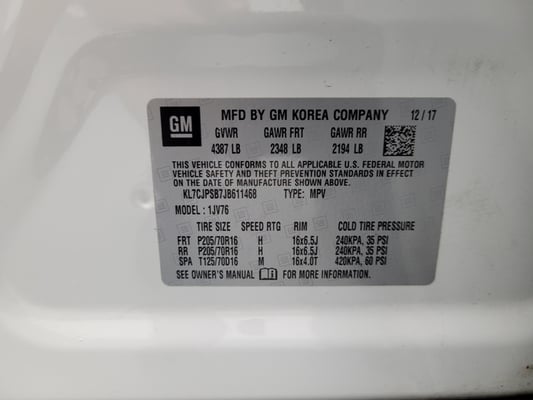 GM MFD BY GM KOREA COMPANY 12 / 17
GVWR GAWR FRT GAWR RR
4387 LB 2348 LB 2194 LB
THIS VEHICLE CONFORMS TO ALL APPLICABLE U.S. FEDERAL MOTOR
VEHICLE SAFETY AND THEFT PREVENTION STANDARDS IN EFFECT ON
THE DATE OF MANUFACTURE SHOWN ABOVE.
KL7CJPSB7JB611468 TYPE: MPV
MODEL : 1JV76
TIRE SIZE SPEED RTG RIM COLD TIRE PRESSURE
FRT P205/70R16 H 16x6.5J 240KPA, 35 PSI
RR P205/70R16 H 16x6.5J 240KPA, 35 PSI
SPA T125/70D16 M 16x4.0T 420KPA, 60 PSI
SEE OWNER'S MANUAL FOR MORE INFORMATION.